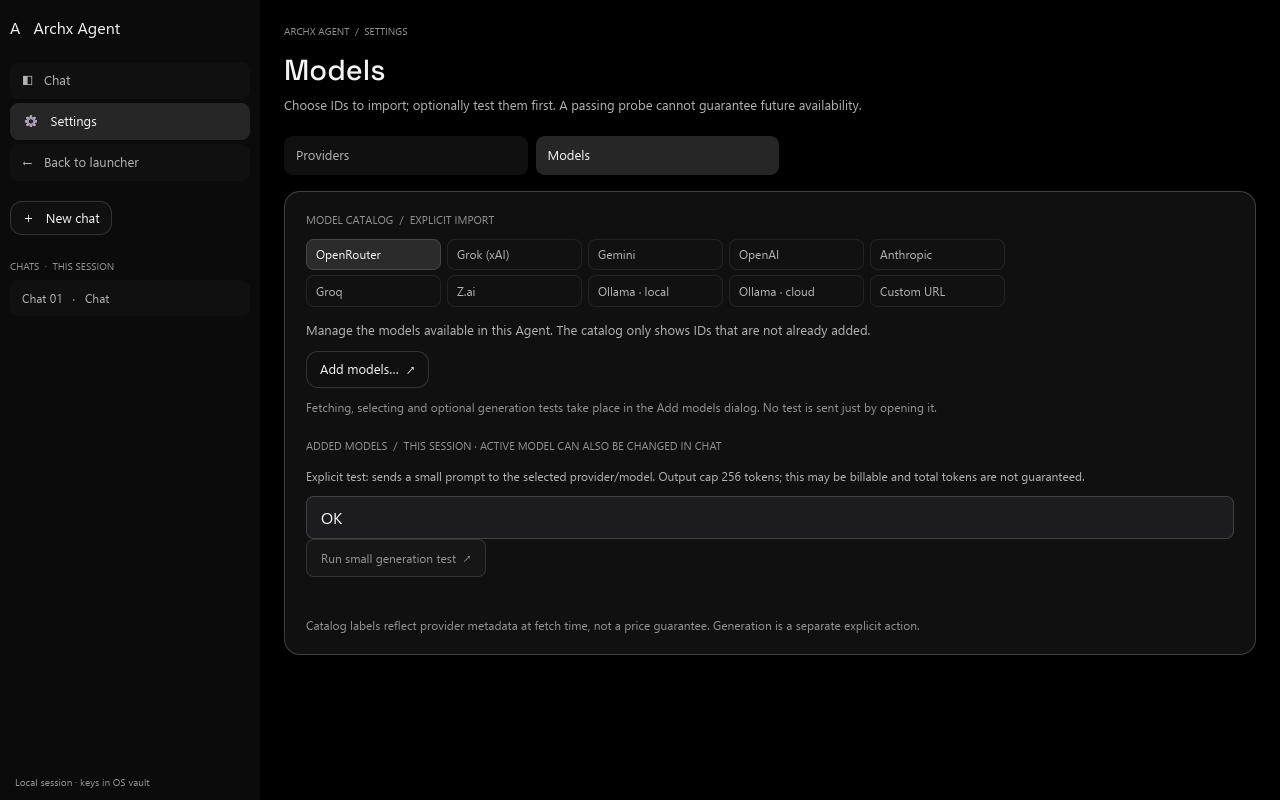 A Archx Agent
Chat
Settings
← Back to launcher
+ New chat
CHATS · THIS SESSION
Chat 01 · Chat
Local session · keys in OS vault
ARCHX AGENT / SETTINGS
Models
Choose IDs to import; optionally test them first. A passing probe cannot guarantee future availability.
Providers
Models
MODEL CATALOG / EXPLICIT IMPORT
OpenRouter
Grok (xAI)
Gemini
OpenAI
Anthropic
Groq
Z.ai
Ollama · local
Ollama · cloud
Custom URL
Manage the models available in this Agent. The catalog only shows IDs that are not already added.
Add models... ↗
Fetching, selecting and optional generation tests take place in the Add models dialog. No test is sent just by opening it.
ADDED MODELS / THIS SESSION · ACTIVE MODEL CAN ALSO BE CHANGED IN CHAT
Explicit test: sends a small prompt to the selected provider/model. Output cap 256 tokens; this may be billable and total tokens are not guaranteed.
OK
Run small generation test ↗
Catalog labels reflect provider metadata at fetch time, not a price guarantee. Generation is a separate explicit action.